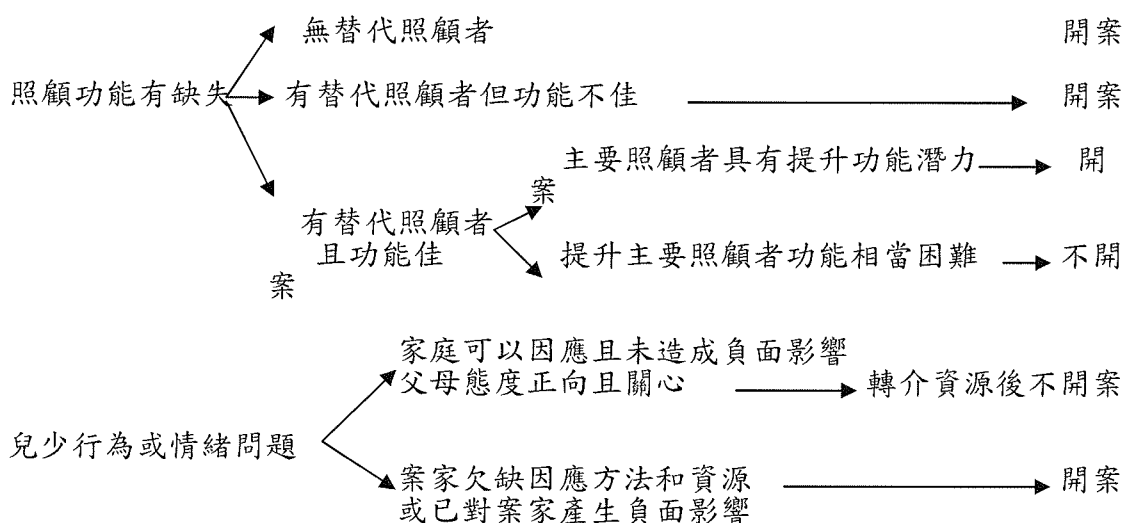 無替代照顧者 開案
照顧功能有缺失 有替代照顧者但功能不佳 開案
主要照顧者具有提升功能潛力 開
案
有替代照顧者
且功能佳 提升主要照顧者功能相當困難 不開
案
家庭可以因應且未造成負面影響
父母態度正向且關心 轉介資源後不開案
兒少行為或情緒問題
案家欠缺因應方法和資源 開案
或已對案家產生負面影響